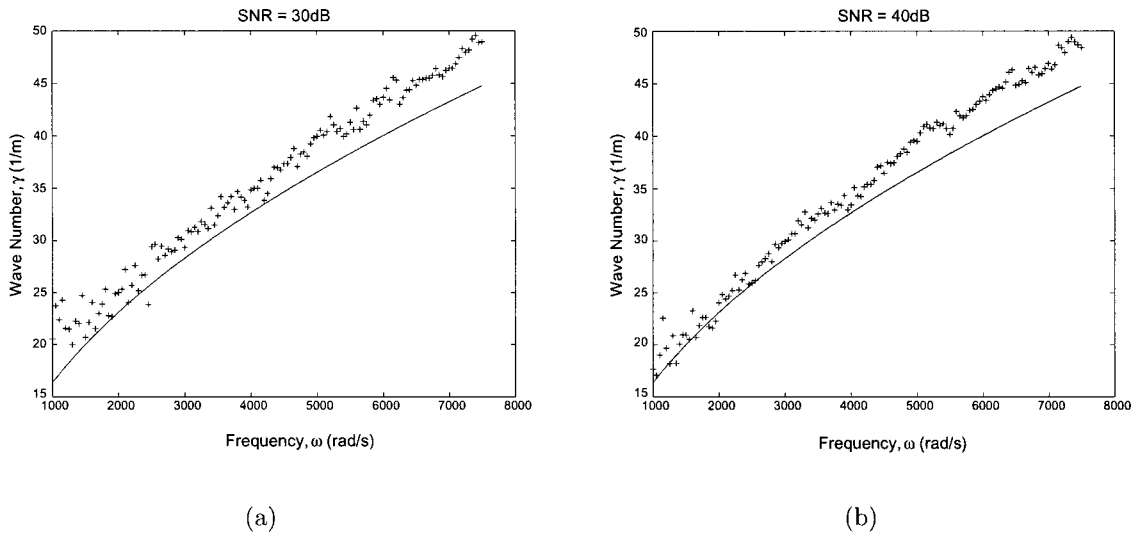 SNR = 30dB
50
45
40
35
30
25
20
15
1000 2000 3000 4000 5000 6000 7000 8000
Wave Number, γ (1/m)
Frequency, ω (rad/s)
(a)
SNR = 40dB
50
45
40
35
30
25
20
15
1000 2000 3000 4000 5000 6000 7000 8000
Wave Number, γ (1/m)
Frequency, ω (rad/s)
(b)